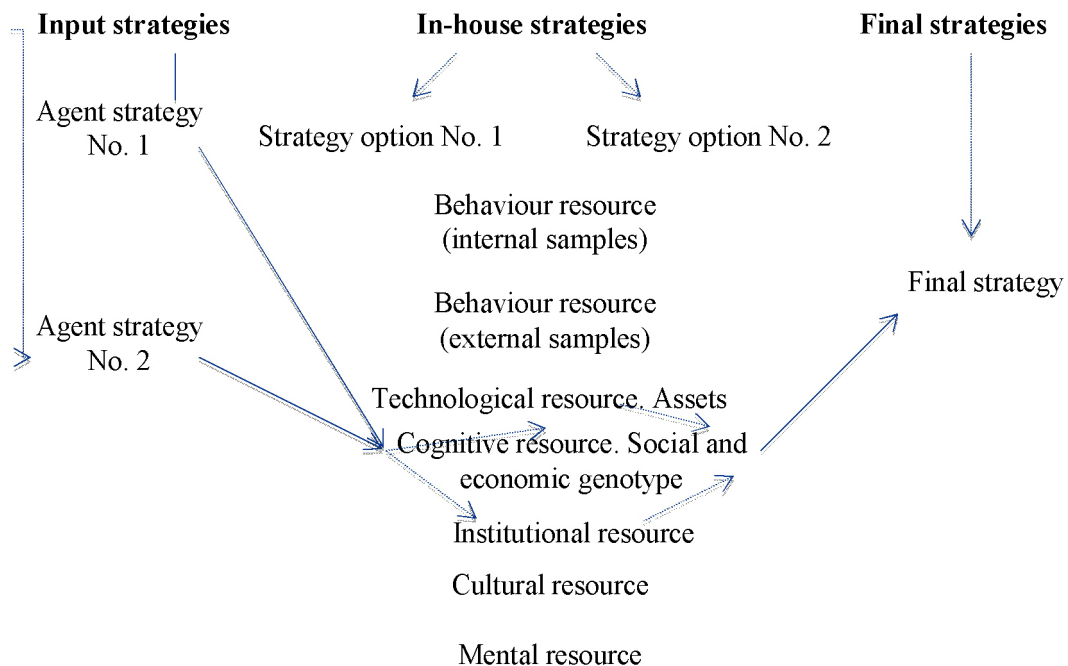 Input strategies
In-house strategies
Final strategies
Agent strategy
No. 1
Strategy option No. 1
Strategy option No. 2
Behaviour resource
(internal samples)
Final strategy
Behaviour resource
(external samples)
Agent strategy
No. 2
Technological resource. Assets
Cognitive resource. Social and
economic genotype
Institutional resource
Cultural resource
Mental resource